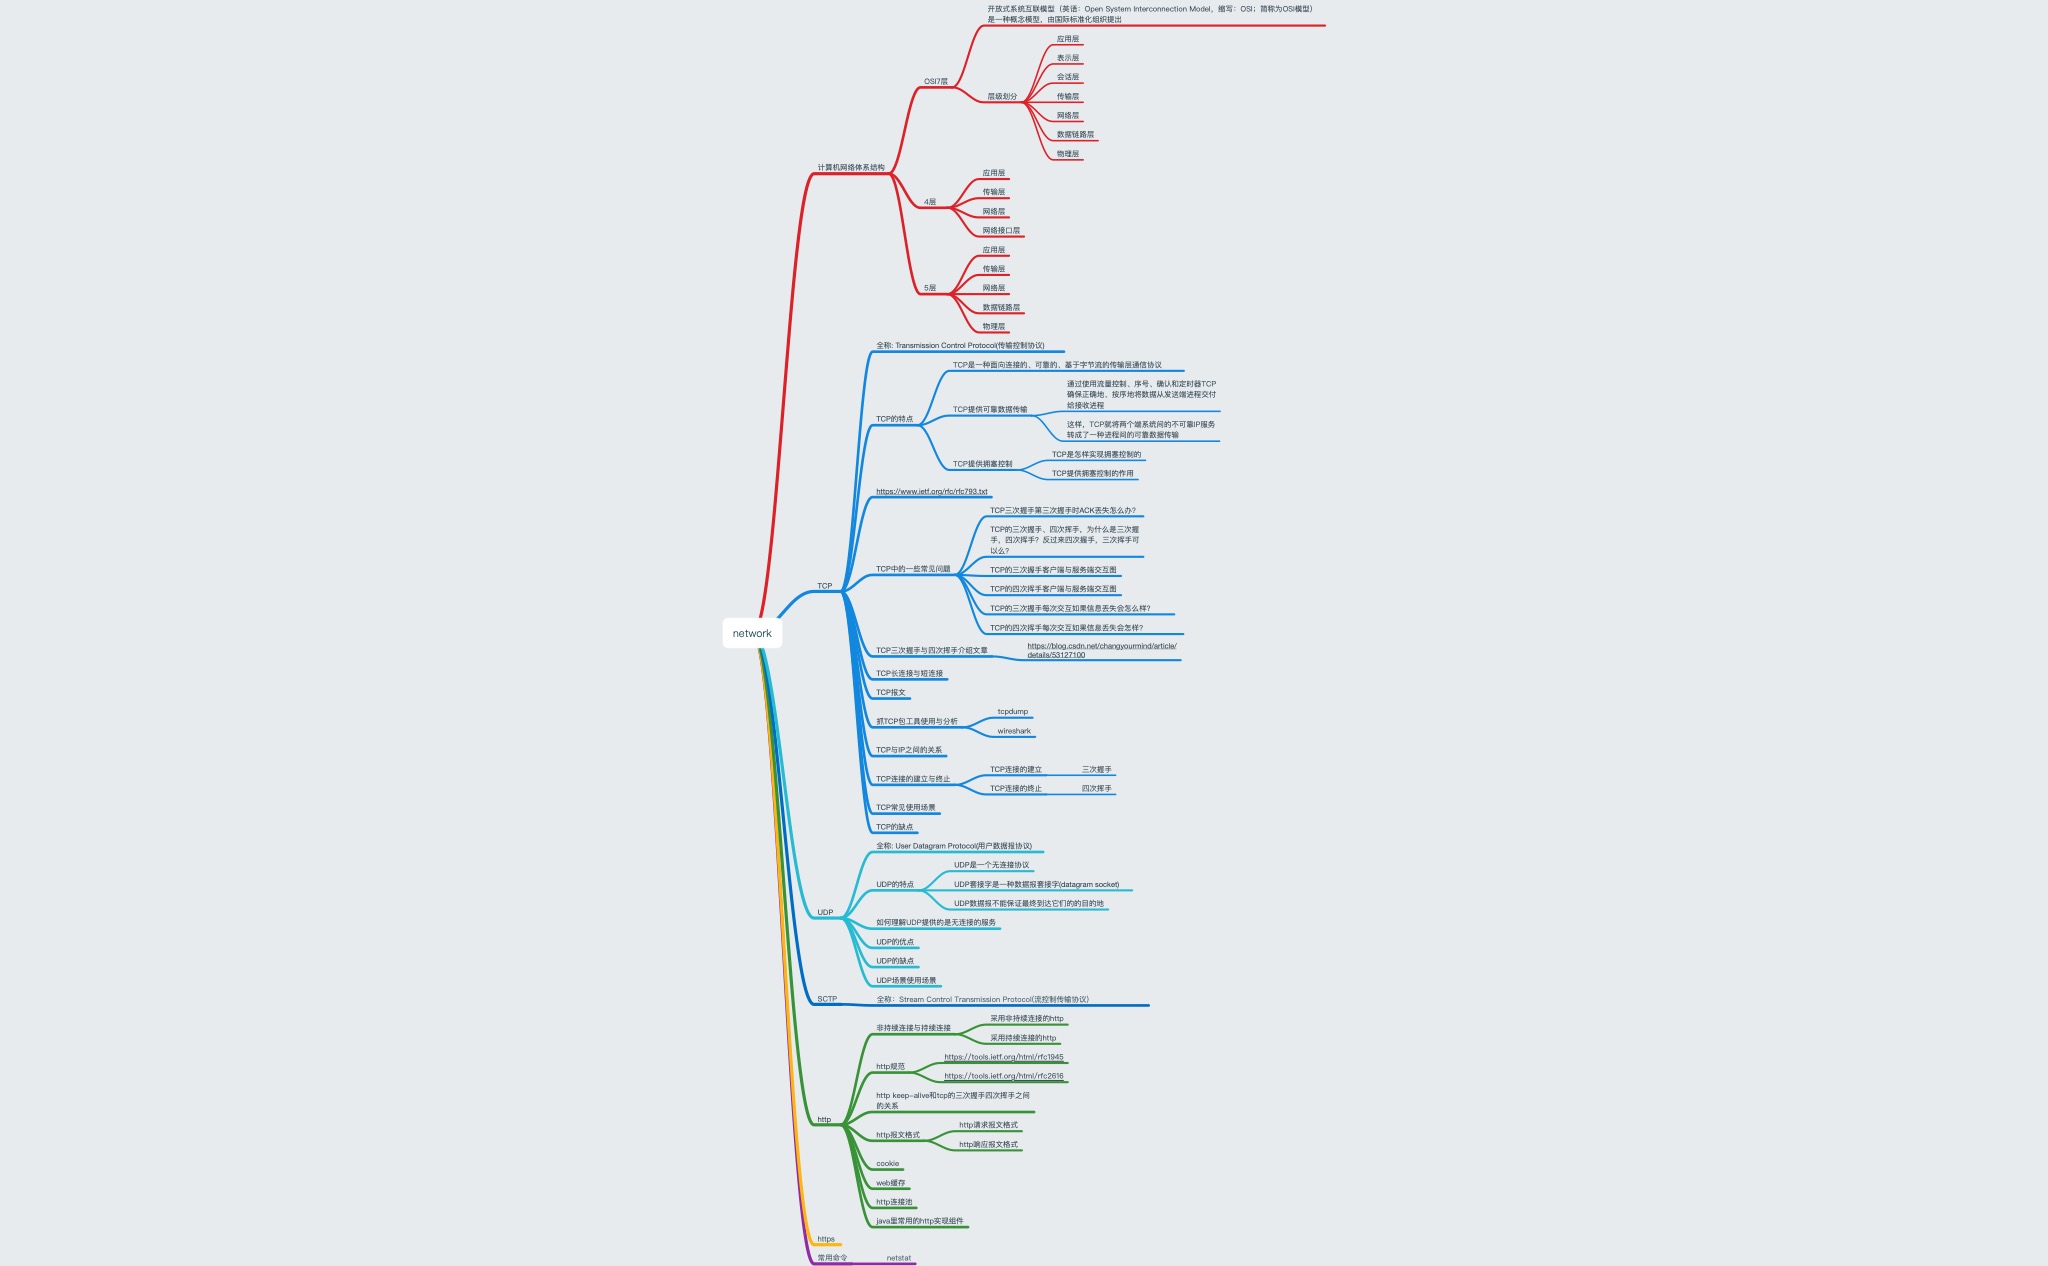 network
计算机网络体系结构
OSI7层
开放式系统互联模型（英语：Open System Interconnection Model，缩写：OSI；简称为OSI模型）
是一种概念模型，由国际标准化组织提出
层级划分
应用层
表示层
会话层
传输层
网络层
数据链路层
物理层
4层
应用层
传输层
网络层
网络接口层
5层
应用层
传输层
网络层
数据链路层
物理层
TCP
全称: Transmission Control Protocol(传输控制协议)
TCP的特点
TCP是一种面向连接的、可靠的、基于字节流的传输层通信协议
TCP提供可靠数据传输
通过使用流量控制、序号、确认和定时器TCP
确保正确地、按序地将数据从发送端进程交付
给接收进程
这样，TCP就将两个端系统间的不可靠IP服务
转成了一种进程间的可靠数据传输
TCP提供拥塞控制
TCP是怎样实现拥塞控制的
TCP提供拥塞控制的作用
https://www.ietf.org/rfc/rfc793.txt
TCP中的一些常见问题
TCP三次握手第三次握手时ACK丢失怎么办?
TCP的三次握手、四次挥手，为什么是三次握
手，四次挥手？反过来四次握手，三次挥手可
以么?
TCP的三次握手客户端与服务端交互图
TCP的四次挥手客户端与服务端交互图
TCP的三次握手每次交互如果信息丢失会怎么样?
TCP的四次挥手每次交互如果信息丢失会怎样?
TCP三次握手与四次挥手介绍文章
https://blog.csdn.net/changyourmind/article/
details/53127100
TCP长连接与短连接
TCP报文
抓TCP包工具使用与分析
tcpdump
wireshark
TCP与IP之间的关系
TCP连接的建立与终止
TCP连接的建立
三次握手
TCP连接的终止
四次挥手
TCP常见使用场景
TCP的缺点
UDP
全称: User Datagram Protocol(用户数据报协议)
UDP的特点
UDP是一个无连接协议
UDP套接字是一种数据报套接字(datagram socket)
UDP数据报不能保证最终到达它们的的目的地
如何理解UDP提供的是无连接的服务
UDP的优点
UDP的缺点
UDP场景使用场景
SCTP
全称：Stream Control Transmission Protocol(流控制传输协议)
http
非持续连接与持续连接
采用非持续连接的http
采用持续连接的http
http规范
https://tools.ietf.org/html/rfc1945
https://tools.ietf.org/html/rfc2616
http keep-alive和tcp的三次握手四次挥手之间
的关系
http报文格式
http请求报文格式
http响应报文格式
cookie
web缓存
http连接池
java里常用的http实现组件
https
常用命令
netstat